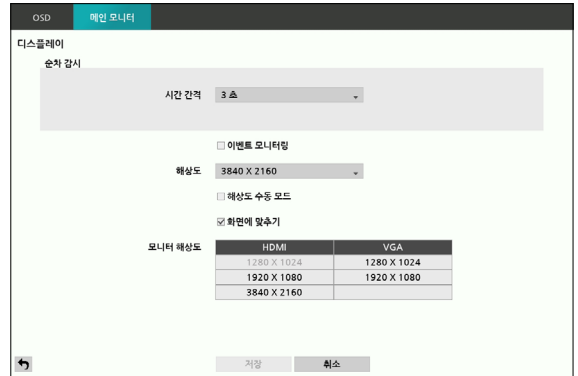 OSD 메인 모니터
디스플레이
순차 감시
시간 간격 3 초
이벤트 모니터링
해상도 3840 X 2160
해상도 수동 모드
화면에 맞추기
모니터 해상도 HDMI VGA
1280 X 1024 1280 X 1024
1920 X 1080 1920 X 1080
3840 X 2160
저장 취소